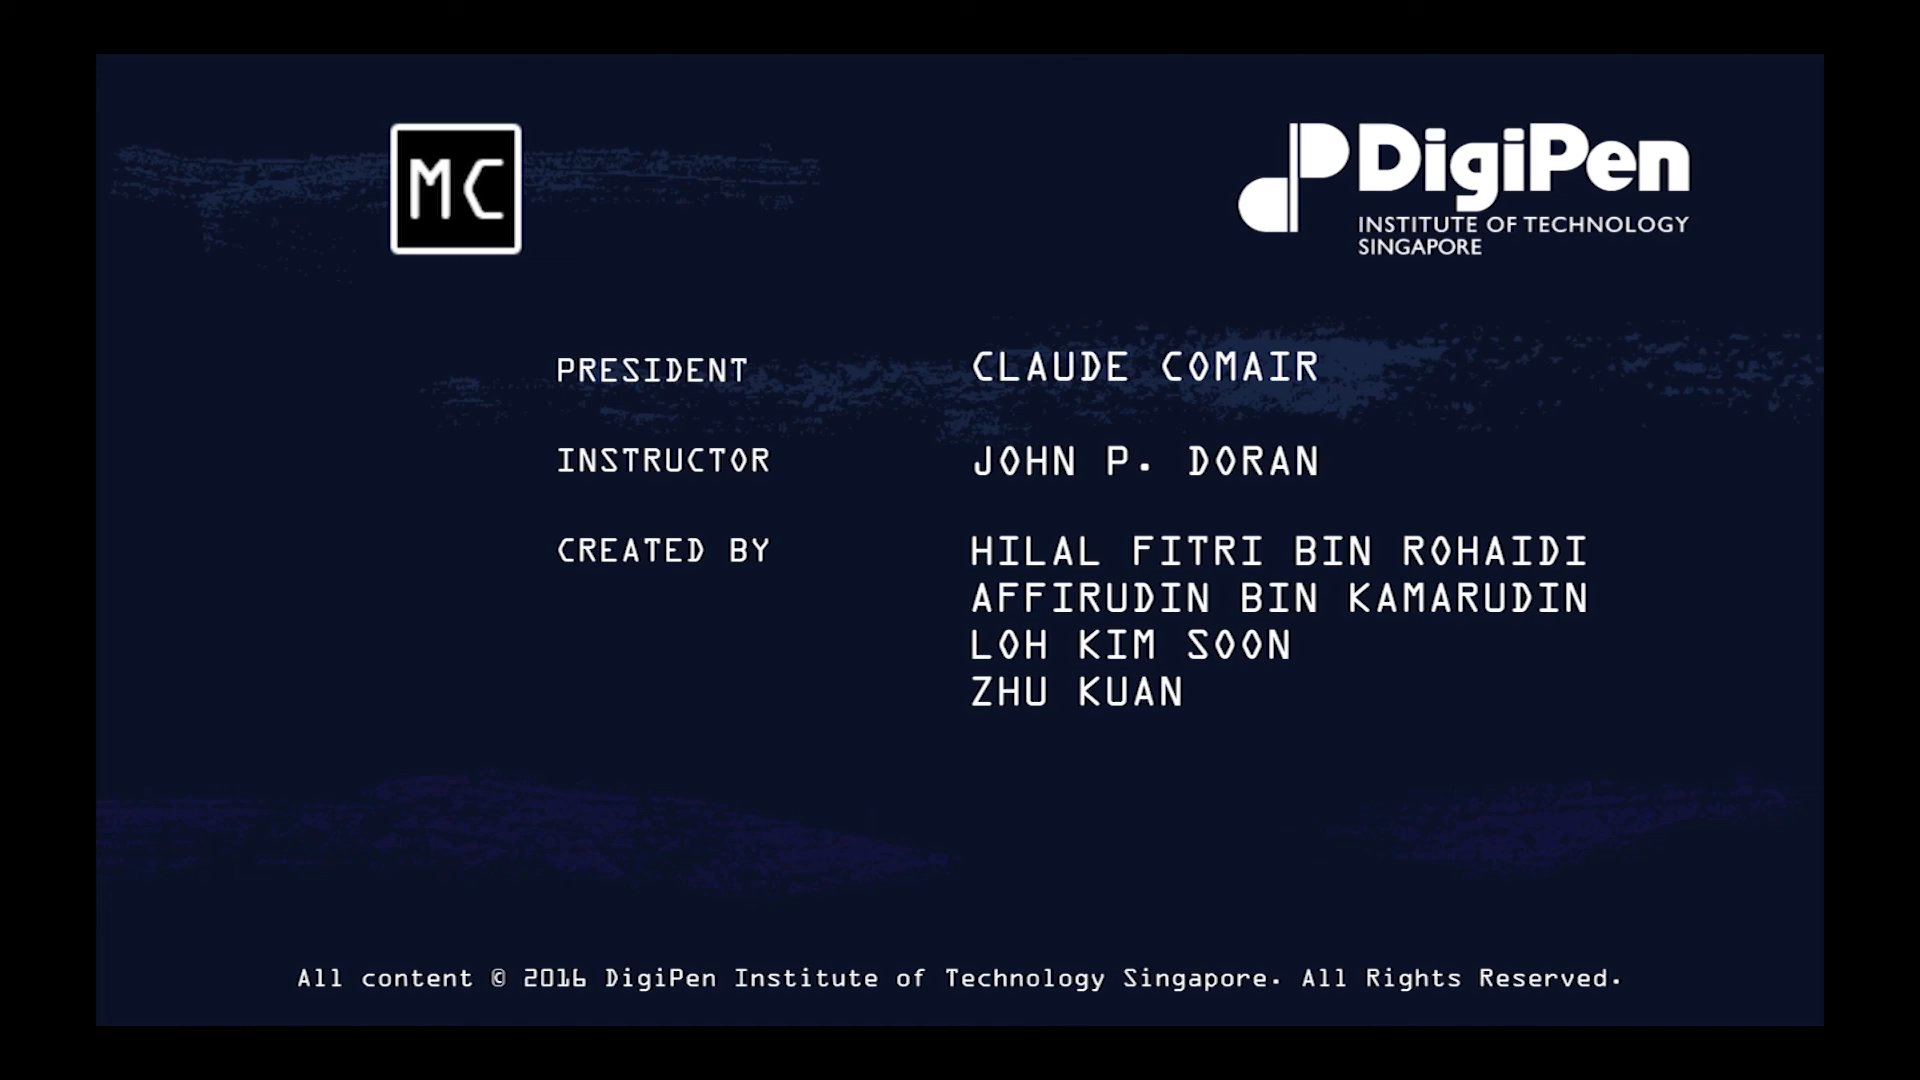 MC
DigiPen
INSTITUTE OF TECHNOLOGY
SINGAPORE
PRESIDENT CLAUDE COMAIR
INSTRUCTOR JOHN P. DORAN
CREATED BY HILAL FITRI BIN ROHAIDI
AFFIRUDIN BIN KAMARUDIN
LOH KIM SOON
ZHU KUAN
All content © 2016 DigiPen Institute of Technology Singapore. All Rights Reserved.